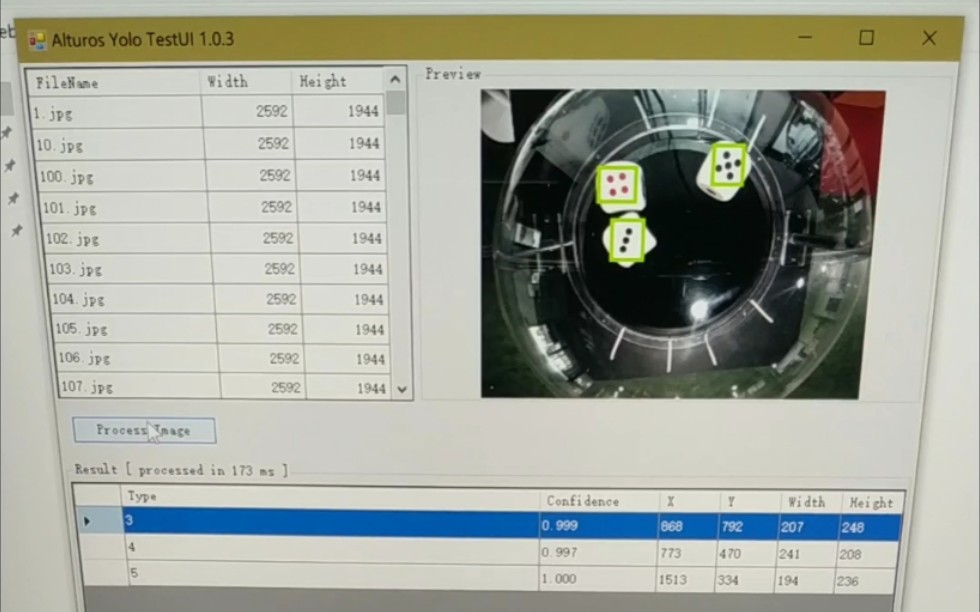 eb
Alturos Yolo TestUI 1.0.3
FileName Width Height
1.jpg 2592 1944
10.jpg 2592 1944
100.jpg 2592 1944
101.jpg 2592 1944
102.jpg 2592 1944
103.jpg 2592 1944
104.jpg 2592 1944
105.jpg 2592 1944
106.jpg 2592 1944
107.jpg 2592 1944
Preview
Process Image
Result [ processed in 173 ms ]
Type Confidence X Y Width Height
3 0.999 868 792 207 248
4 0.997 773 470 241 208
5 1.000 1513 334 194 236